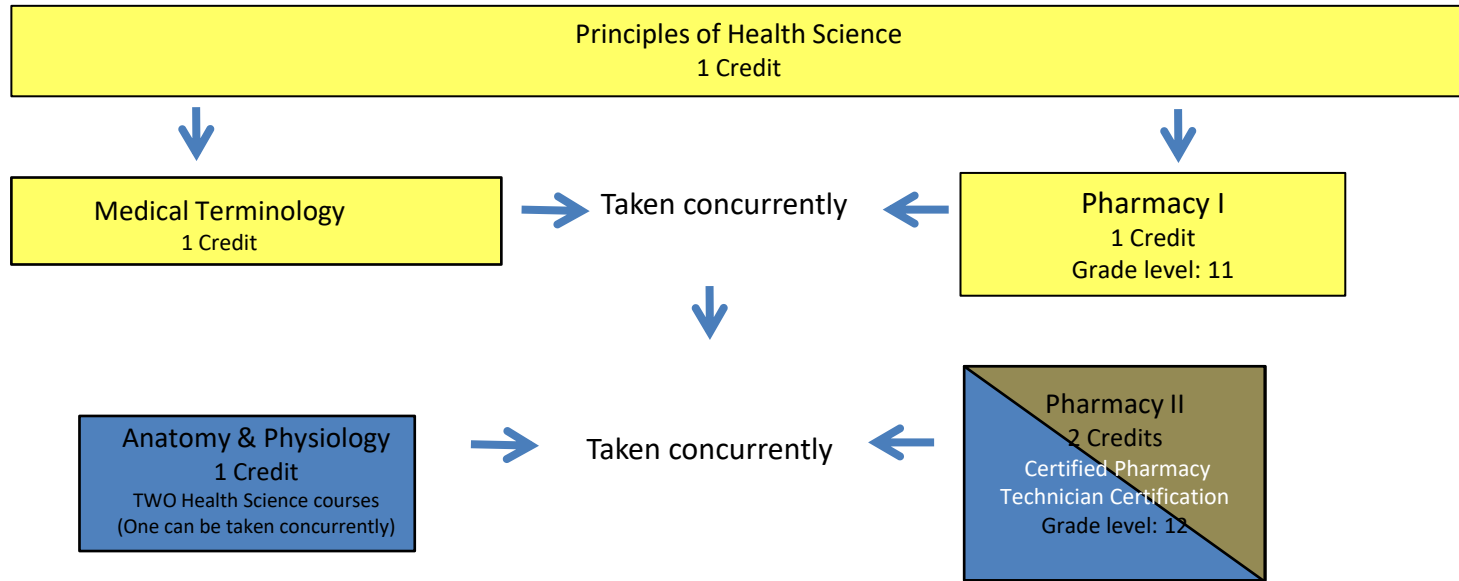 Principles of Health Science
1 Credit
Medical Terminology
1 Credit
Taken concurrently
Pharmacy I
1 Credit
Grade level: 11
Anatomy & Physiology
1 Credit
TWO Health Science courses
(One can be taken concurrently)
Taken concurrently
Pharmacy II
2 Credits
Certified Pharmacy
Technician Certification
Grade level: 12